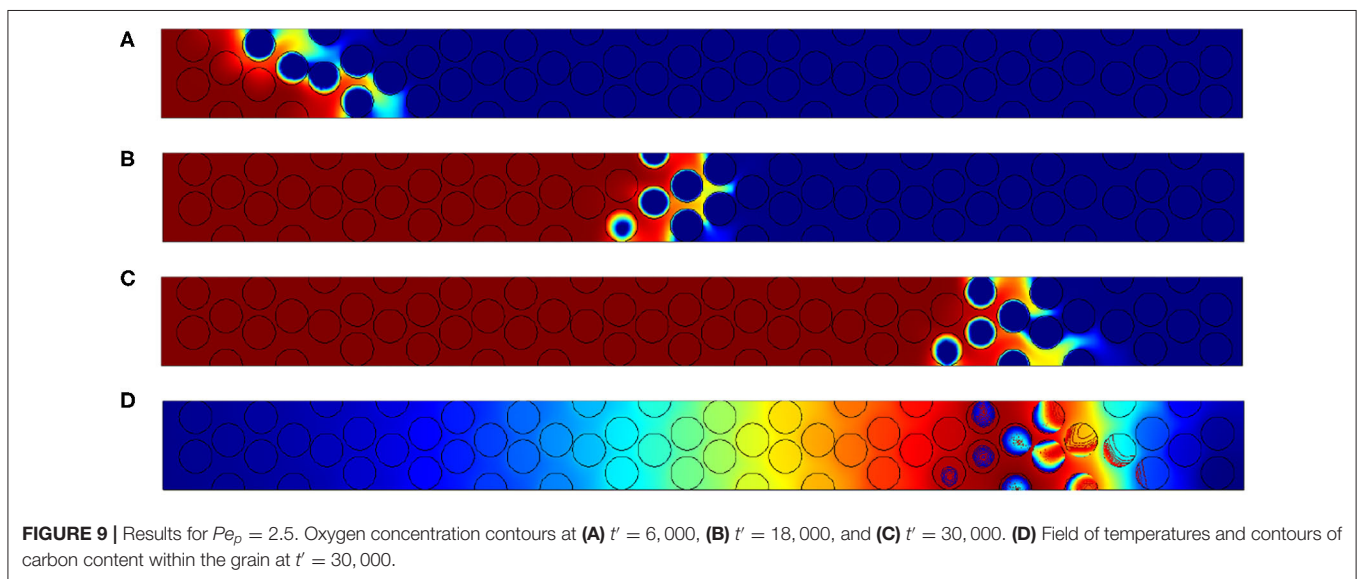 A
B
C
D
FIGURE 9 | Results for Pe_p = 2.5. Oxygen concentration contours at (A) t′ = 6,000, (B) t′ = 18,000, and (C) t′ = 30,000. (D) Field of temperatures and contours of
carbon content within the grain at t′ = 30,000.